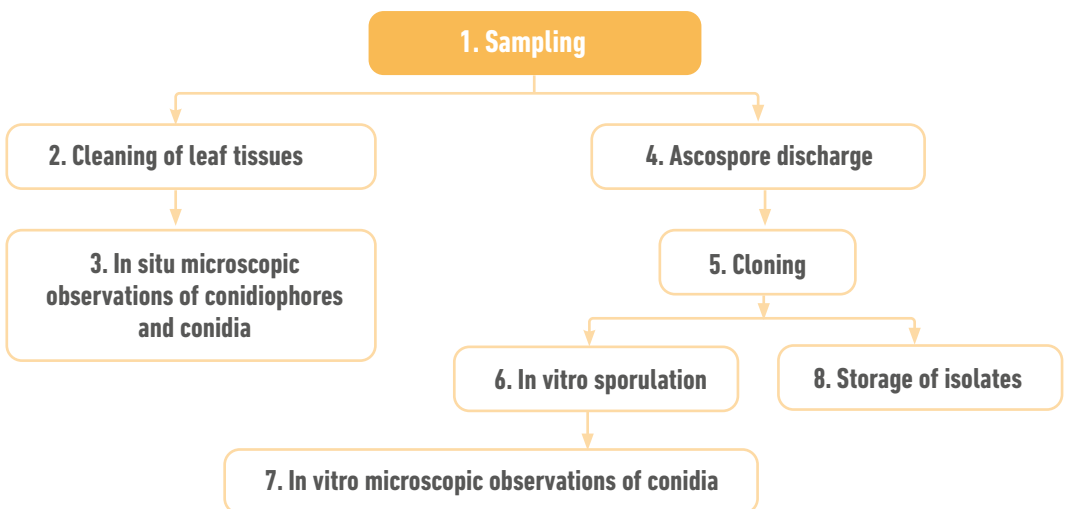 1. Sampling
2. Cleaning of leaf tissues
4. Ascospore discharge
3. In situ microscopic
observations of conidiophores
and conidia
5. Cloning
6. In vitro sporulation
8. Storage of isolates
7. In vitro microscopic observations of conidia